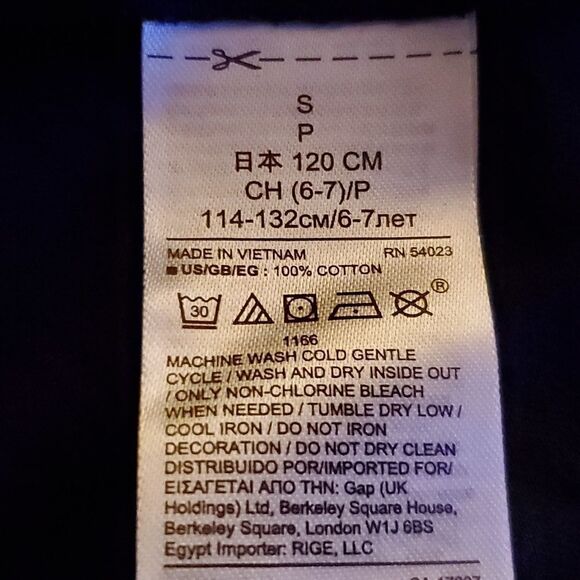 S
P
日本 120 CM
CH (6-7)/P
114-132см/6-7лет
MADE IN VIETNAM RN 54023
US/GB/EG : 100% COTTON
30 ®
1166
MACHINE WASH COLD GENTLE
CYCLE / WASH AND DRY INSIDE OUT
/ ONLY NON-CHLORINE BLEACH
WHEN NEEDED / TUMBLE DRY LOW /
COOL IRON / DO NOT IRON
DECORATION / DO NOT DRY CLEAN
DISTRIBUIDO POR/IMPORTED FOR/
ΕΙΣΑΓΕΤΑΙ ΑΠΟ ΤΗΝ: Gap (UK
Holdings) Ltd, Berkeley Square House,
Berkeley Square, London W1J 6BS
Egypt Importer: RIGE, LLC